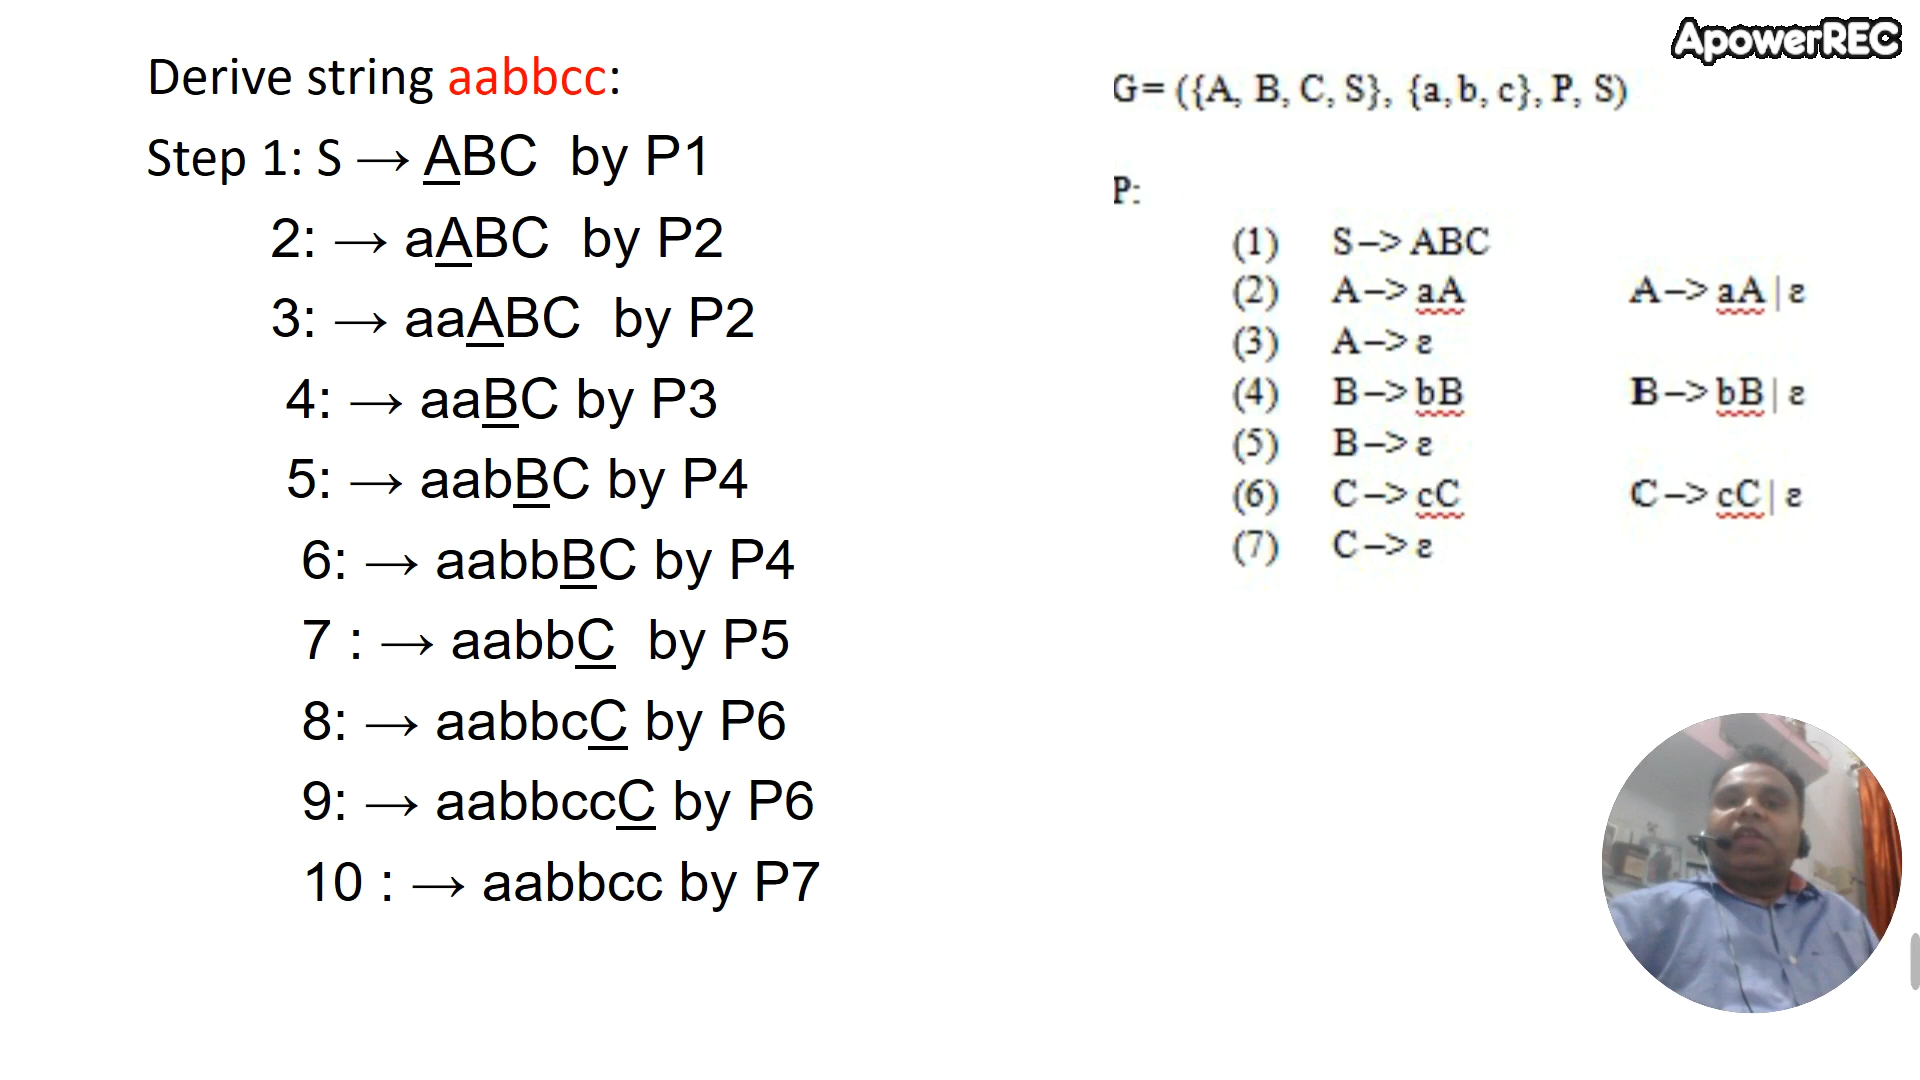 Derive string aabbcc:
Step 1: S → ABC by P1
2: → aABC by P2
3: → aaABC by P2
4: → aaBC by P3
5: → aabBC by P4
6: → aabbBC by P4
7 : → aabbC by P5
8: → aabbcC by P6
9: → aabbccC by P6
10 : → aabbcc by P7
ApowerREC
G= ({A, B, C, S}, {a, b, c}, P, S)
P:
(1) S–> ABC
(2) A–> aA A–> aA | ε
(3) A–> ε
(4) B–> bB B–> bB | ε
(5) B–> ε
(6) C–> cC C–> cC | ε
(7) C–> ε